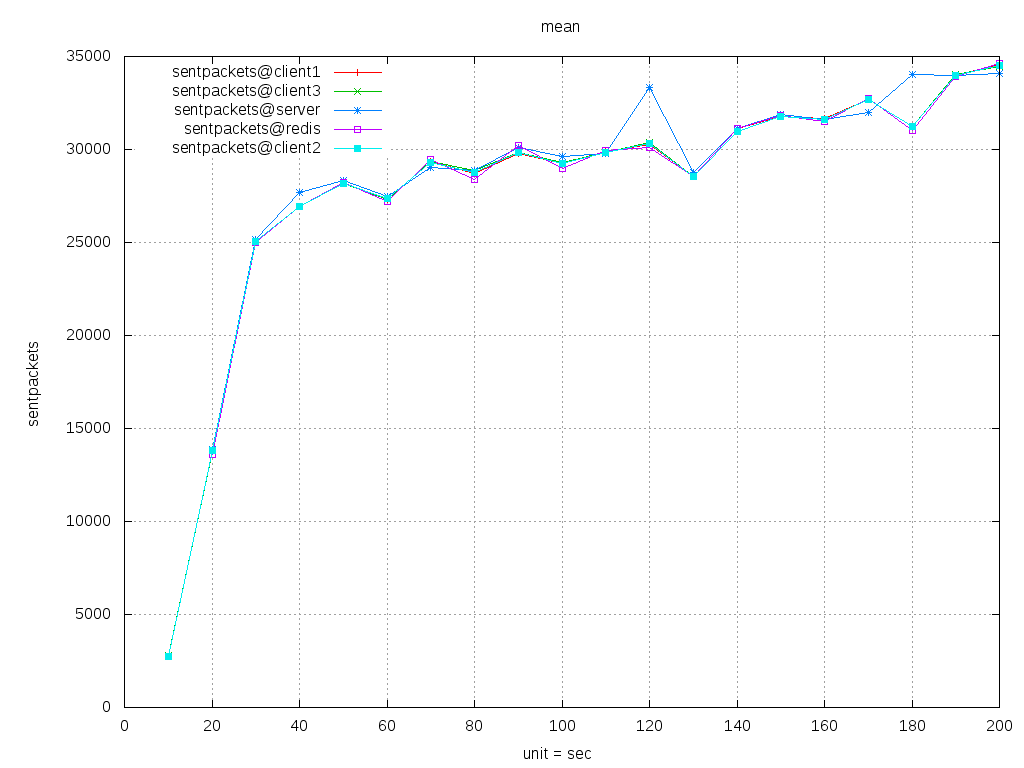 mean
35000
30000
25000
20000
15000
10000
5000
0
sentpackets
sentpackets@client1
sentpackets@client3
sentpackets@server
sentpackets@redis
sentpackets@client2
0 20 40 60 80 100 120 140 160 180 200
unit = sec